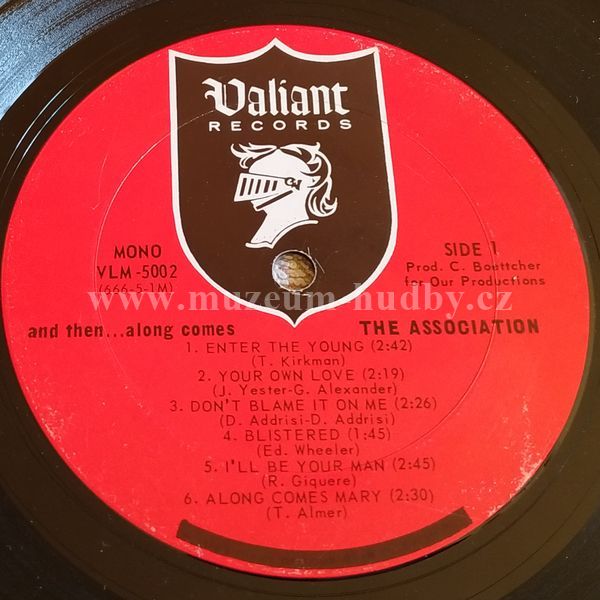 Valiant
RECORDS
MONO
VLM-5002
(666-5-1M)
SIDE 1
Prod. C. Boettcher
for Our Productions
www.muzeum-hudby.cz
and then...along comes THE ASSOCIATION
1. ENTER THE YOUNG (2:42)
(T. Kirkman)
2. YOUR OWN LOVE (2:19)
(J. Yester-G. Alexander)
3. DON'T BLAME IT ON ME (2:26)
(D. Addrisi-D. Addrisi)
4. BLISTERED (1:45)
(Ed. Wheeler)
5. I'LL BE YOUR MAN (2:45)
(R. Giquere)
6. ALONG COMES MARY (2:30)
(T. Almer)